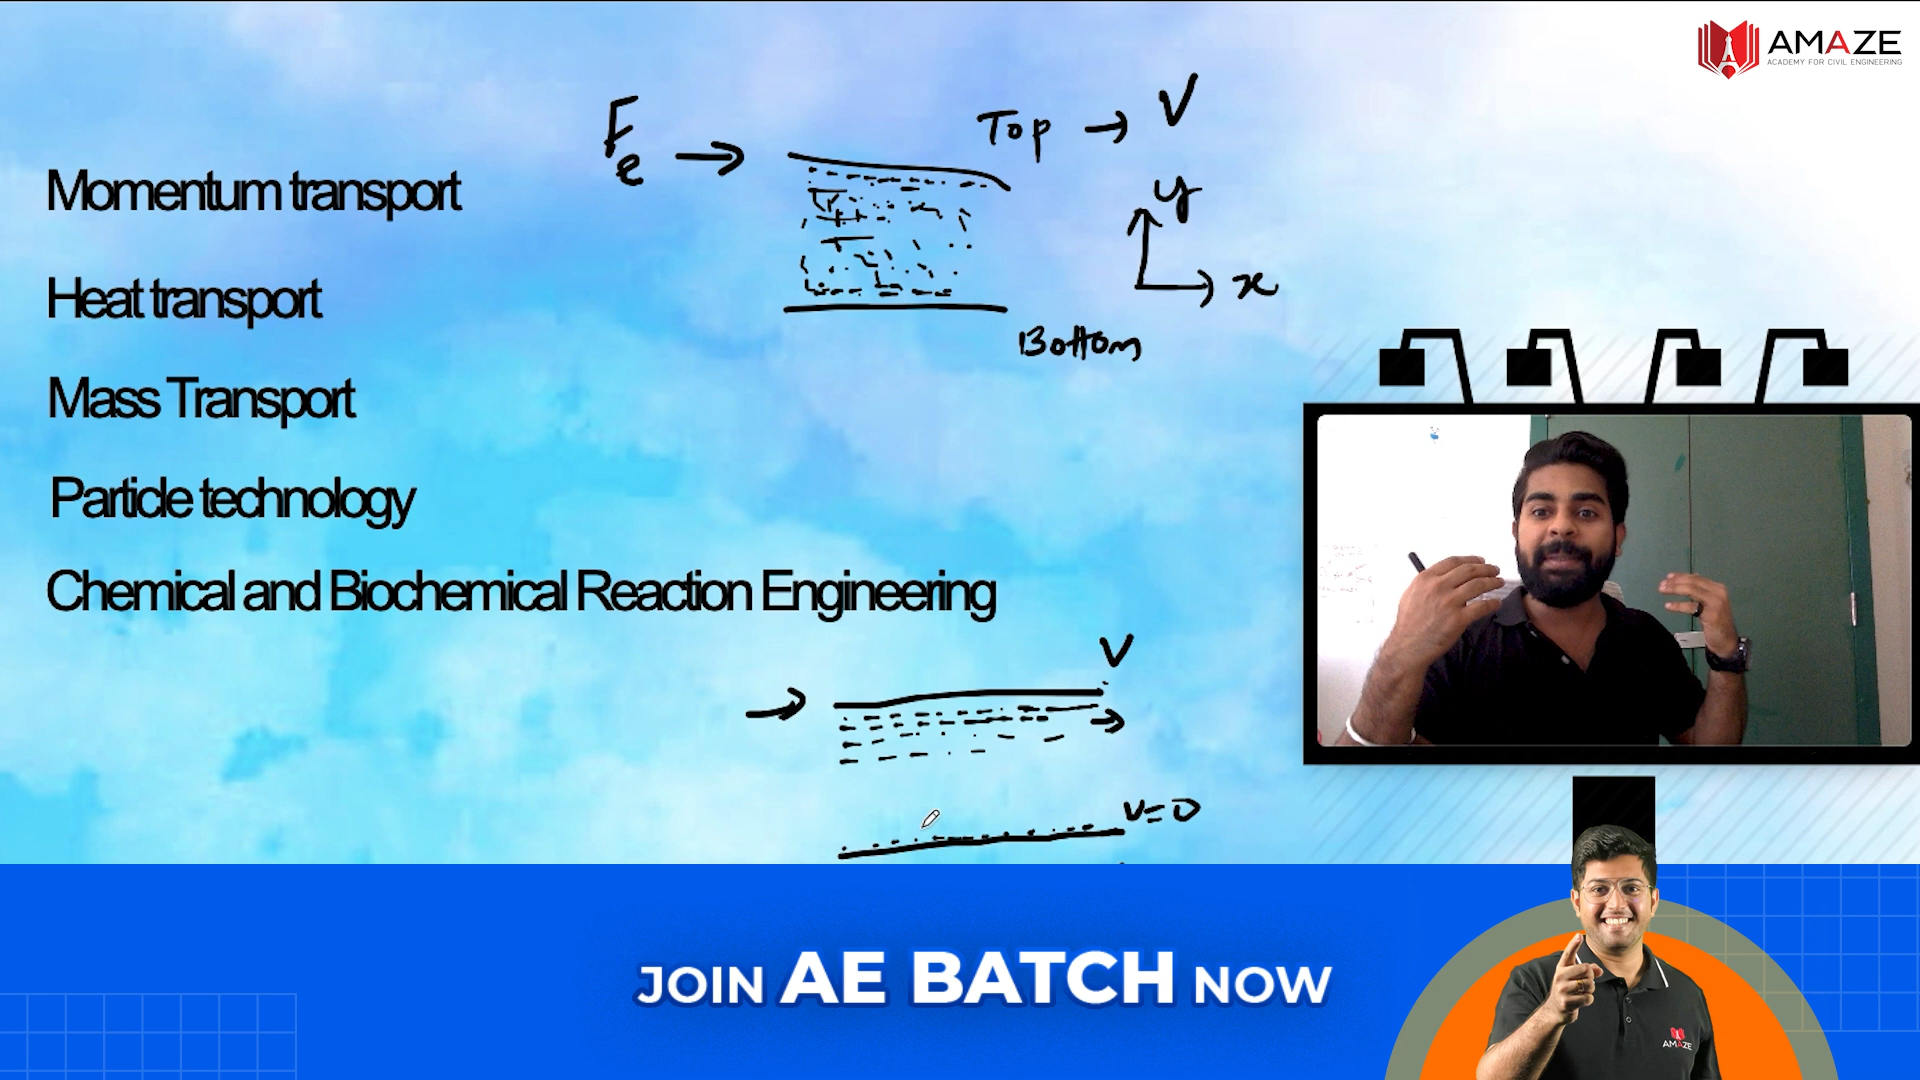 AMAZE
ACADEMY FOR CIVIL ENGINEERING
F
e
Top → V
y
x
Bottom
Momentum transport
Heat transport
Mass Transport
Particle technology
Chemical and Biochemical Reaction Engineering
V
V=0
JOIN AE BATCH NOW
AMAZE